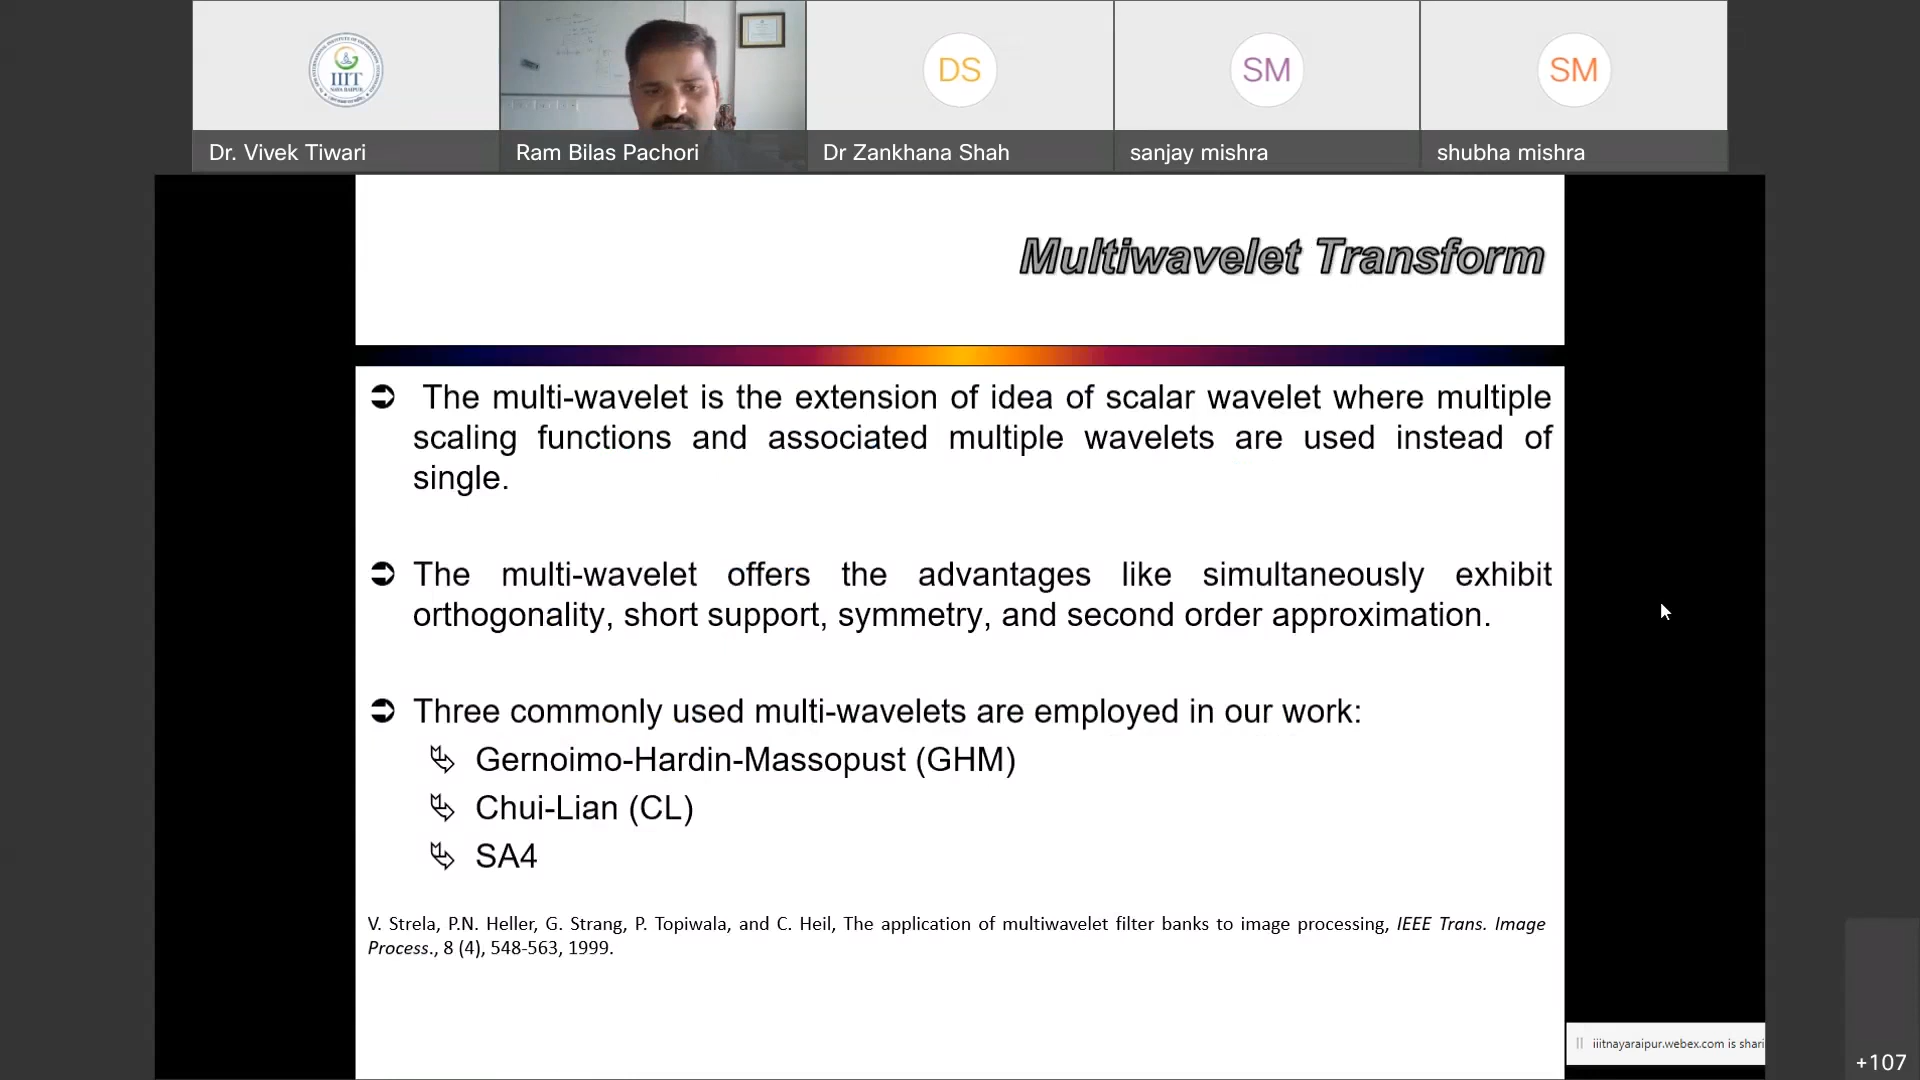 IIIT
NAYA RAIPUR
DS
SM
SM
Dr. Vivek Tiwari
Ram Bilas Pachori
Dr Zankhana Shah
sanjay mishra
shubha mishra
Multiwavelet Transform
The multi-wavelet is the extension of idea of scalar wavelet where multiple
scaling functions and associated multiple wavelets are used instead of
single.
The multi-wavelet offers the advantages like simultaneously exhibit
orthogonality, short support, symmetry, and second order approximation.
Three commonly used multi-wavelets are employed in our work:
Gernoimo-Hardin-Massopust (GHM)
Chui-Lian (CL)
SA4
V. Strela, P.N. Heller, G. Strang, P. Topiwala, and C. Heil, The application of multiwavelet filter banks to image processing, IEEE Trans. Image
Process., 8 (4), 548-563, 1999.
iiitnayaraipur.webex.com is shari
+107